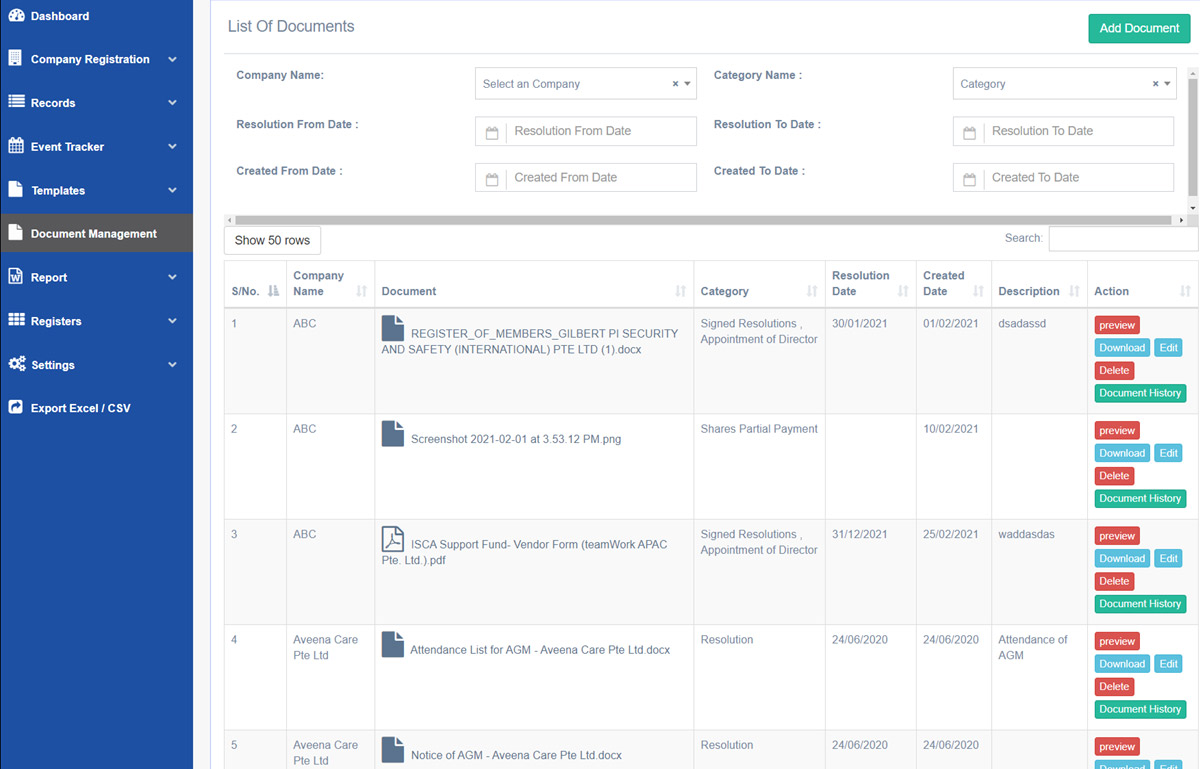 Dashboard
Company Registration
Records
Event Tracker
Templates
Document Management
Report
Registers
Settings
Export Excel / CSV
List Of Documents
Add Document
Company Name:
Select an Company
× 
Category Name :
Category
×
Resolution From Date :
Resolution From Date
Resolution To Date :
Resolution To Date
Created From Date :
Created From Date
Created To Date :
Created To Date
Show 50 rows
Search:
S/No.
Company
Name
Document
Category
Resolution
Date
Created
Date
Description
Action
1
ABC
REGISTER_OF_MEMBERS_GILBERT PI SECURITY
AND SAFETY (INTERNATIONAL) PTE LTD (1).docx
Signed Resolutions ,
Appointment of Director
30/01/2021
01/02/2021
dsadassd
preview
Download Edit
Delete
Document History
2
ABC
Screenshot 2021-02-01 at 3.53.12 PM.png
Shares Partial Payment
10/02/2021
preview
Download Edit
Delete
Document History
3
ABC
ISCA Support Fund- Vendor Form (teamWork APAC
Pte. Ltd.).pdf
Signed Resolutions ,
Appointment of Director
31/12/2021
25/02/2021
waddasdas
preview
Download Edit
Delete
Document History
4
Aveena Care
Pte Ltd
Attendance List for AGM - Aveena Care Pte Ltd.docx
Resolution
24/06/2020
24/06/2020
Attendance of
AGM
preview
Download Edit
Delete
Document History
5
Aveena Care
Pte Ltd
Notice of AGM - Aveena Care Pte Ltd.docx
Resolution
24/06/2020
24/06/2020
preview
Download Edit